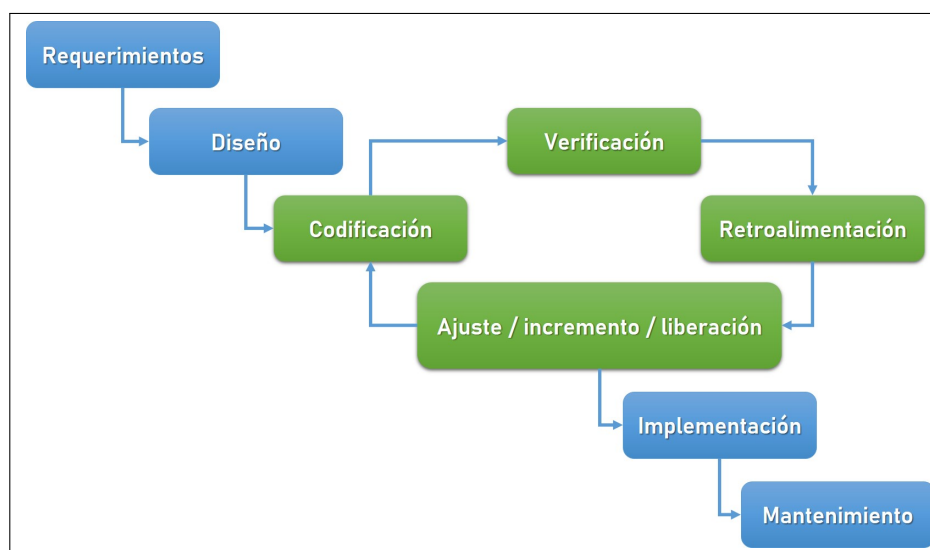 Requerimientos
Diseño
Verificación
Codificación
Retroalimentación
Ajuste / incremento / liberación
Implementación
Mantenimiento